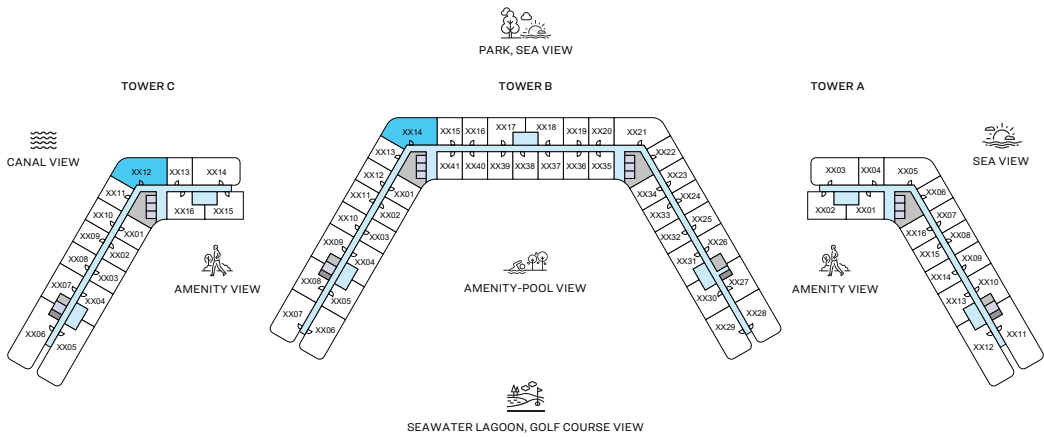 PARK, SEA VIEW
TOWER C
TOWER B
TOWER A
CANAL VIEW
SEA VIEW
XX12
XX13
XX14
XX11
XX10
XX09
XX08
XX07
XX06
XX05
XX04
XX03
XX02
XX01
XX16
XX15
AMENITY VIEW
XX14
XX15
XX16
XX17
XX18
XX19
XX20
XX21
XX13
XX12
XX11
XX10
XX09
XX08
XX07
XX06
XX05
XX04
XX03
XX02
XX01
XX41
XX40
XX39
XX38
XX37
XX36
XX35
XX34
XX33
XX32
XX31
XX30
XX29
XX28
XX27
XX26
XX25
XX24
XX23
XX22
AMENITY-POOL VIEW
XX03
XX04
XX05
XX02
XX01
XX06
XX07
XX08
XX09
XX10
XX11
XX12
XX13
XX14
XX15
XX16
AMENITY VIEW
SEAWATER LAGOON, GOLF COURSE VIEW